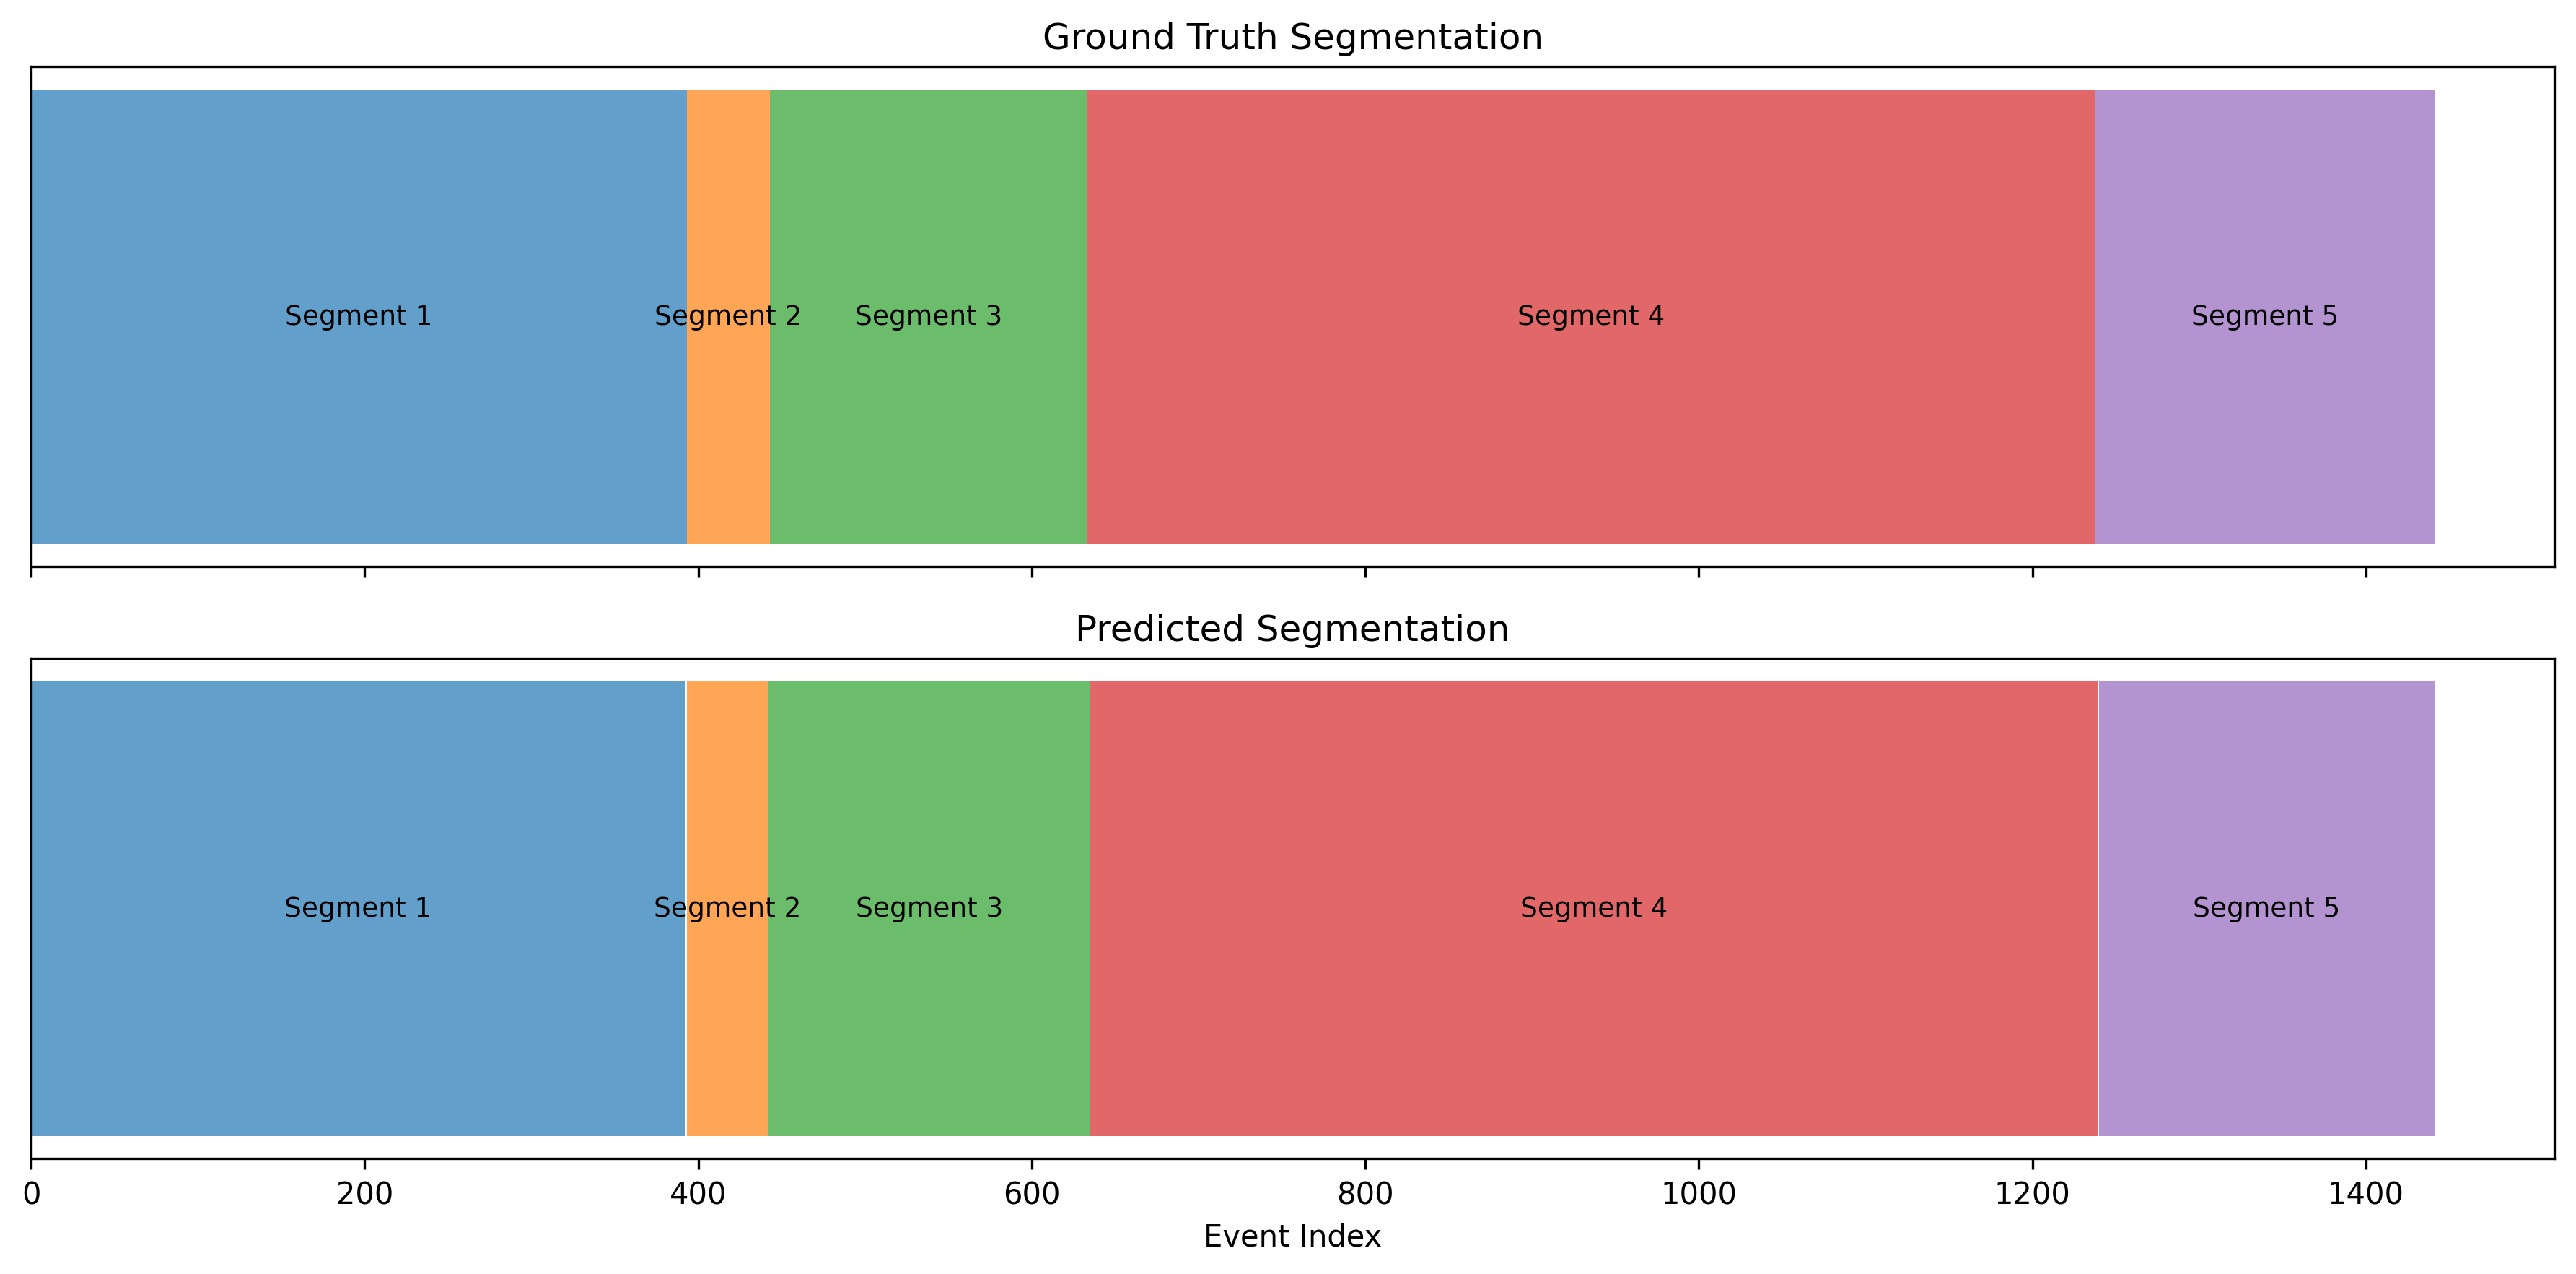 Ground Truth Segmentation
Segment 1 Segment 2 Segment 3 Segment 4 Segment 5
Predicted Segmentation
Segment 1 Segment 2 Segment 3 Segment 4 Segment 5
0 200 400 600 800 1000 1200 1400
Event Index